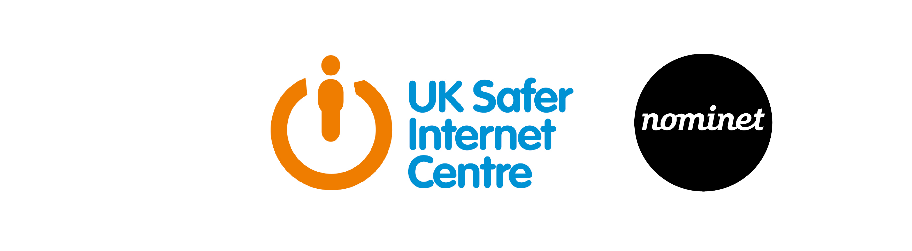 UK Safer
Internet
Centre
nominet